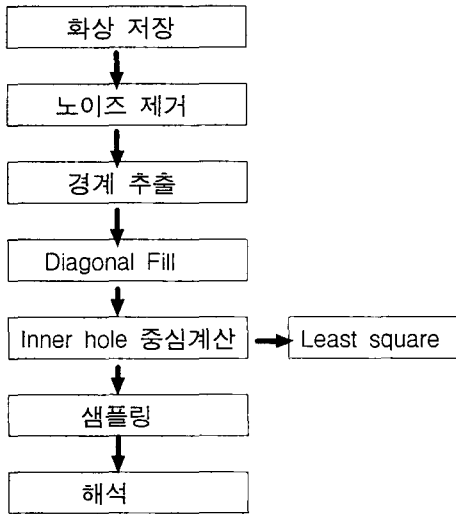 화상 저장
노이즈 제거
경계 추출
Diagonal Fill
Inner hole 중심계산
Least square
샘플링
해석